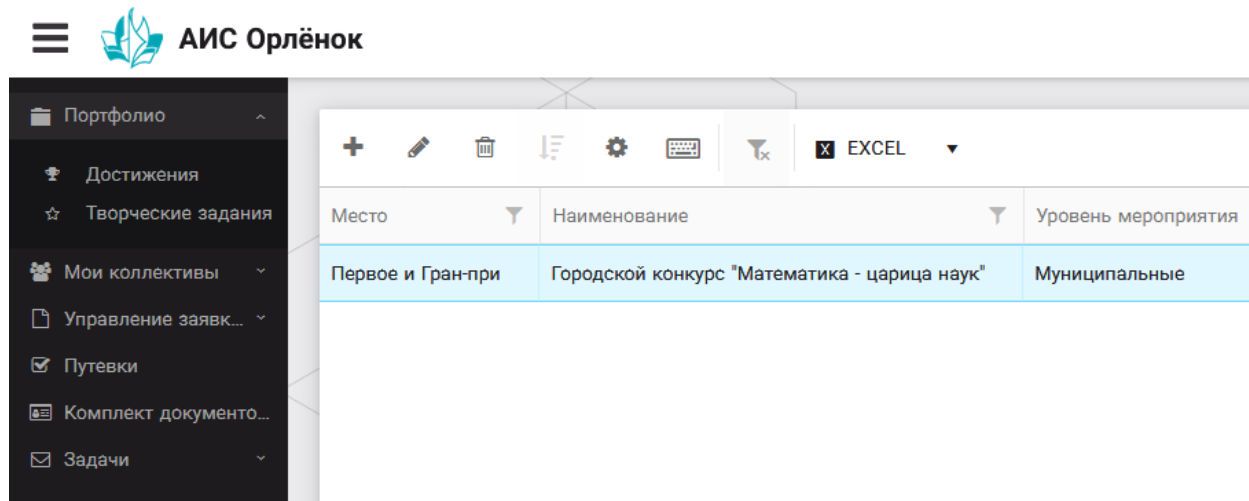 АИС Орлёнок
Портфолио
Достижения
Творческие задания
Мои коллективы
Управление заявк...
Путевки
Комплект документо...
Задачи
X EXCEL
Место Наименование Уровень мероприятия
Первое и Гран-при Городской конкурс "Математика - царица наук" Муниципальные